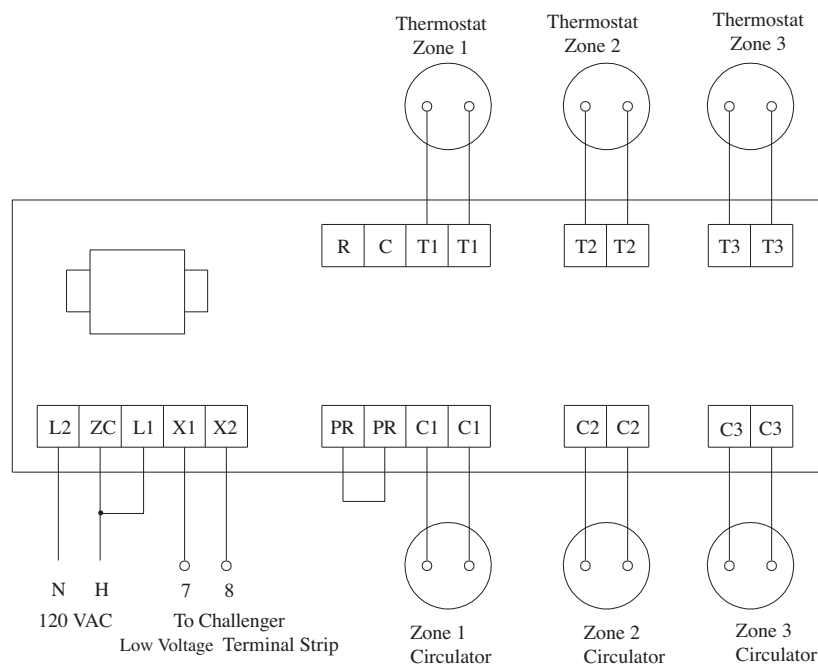 Thermostat
Zone 1
Thermostat
Zone 2
Thermostat
Zone 3
R C T1 T1
T2 T2
T3 T3
L2 ZC L1 X1 X2
PR PR C1 C1
C2 C2
C3 C3
N H 7 8
120 VAC
To Challenger
Low Voltage Terminal Strip
Zone 1
Circulator
Zone 2
Circulator
Zone 3
Circulator